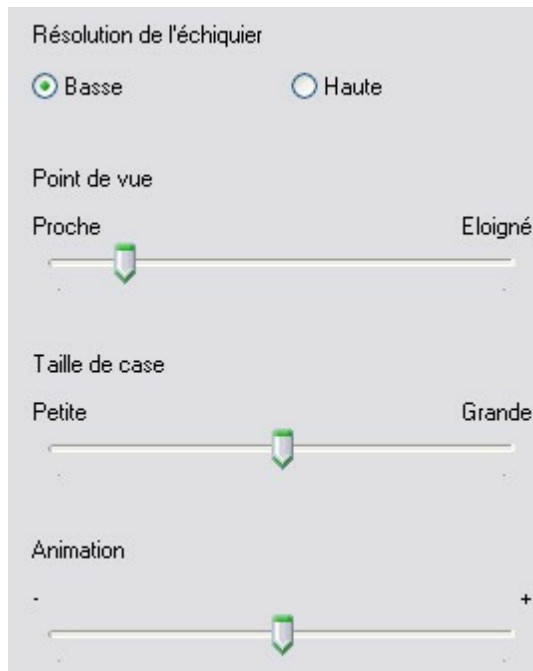 Résolution de l'échiquier
Basse Haute
Point de vue
Proche Eloigné
Taille de case
Petite Grande
Animation
- +